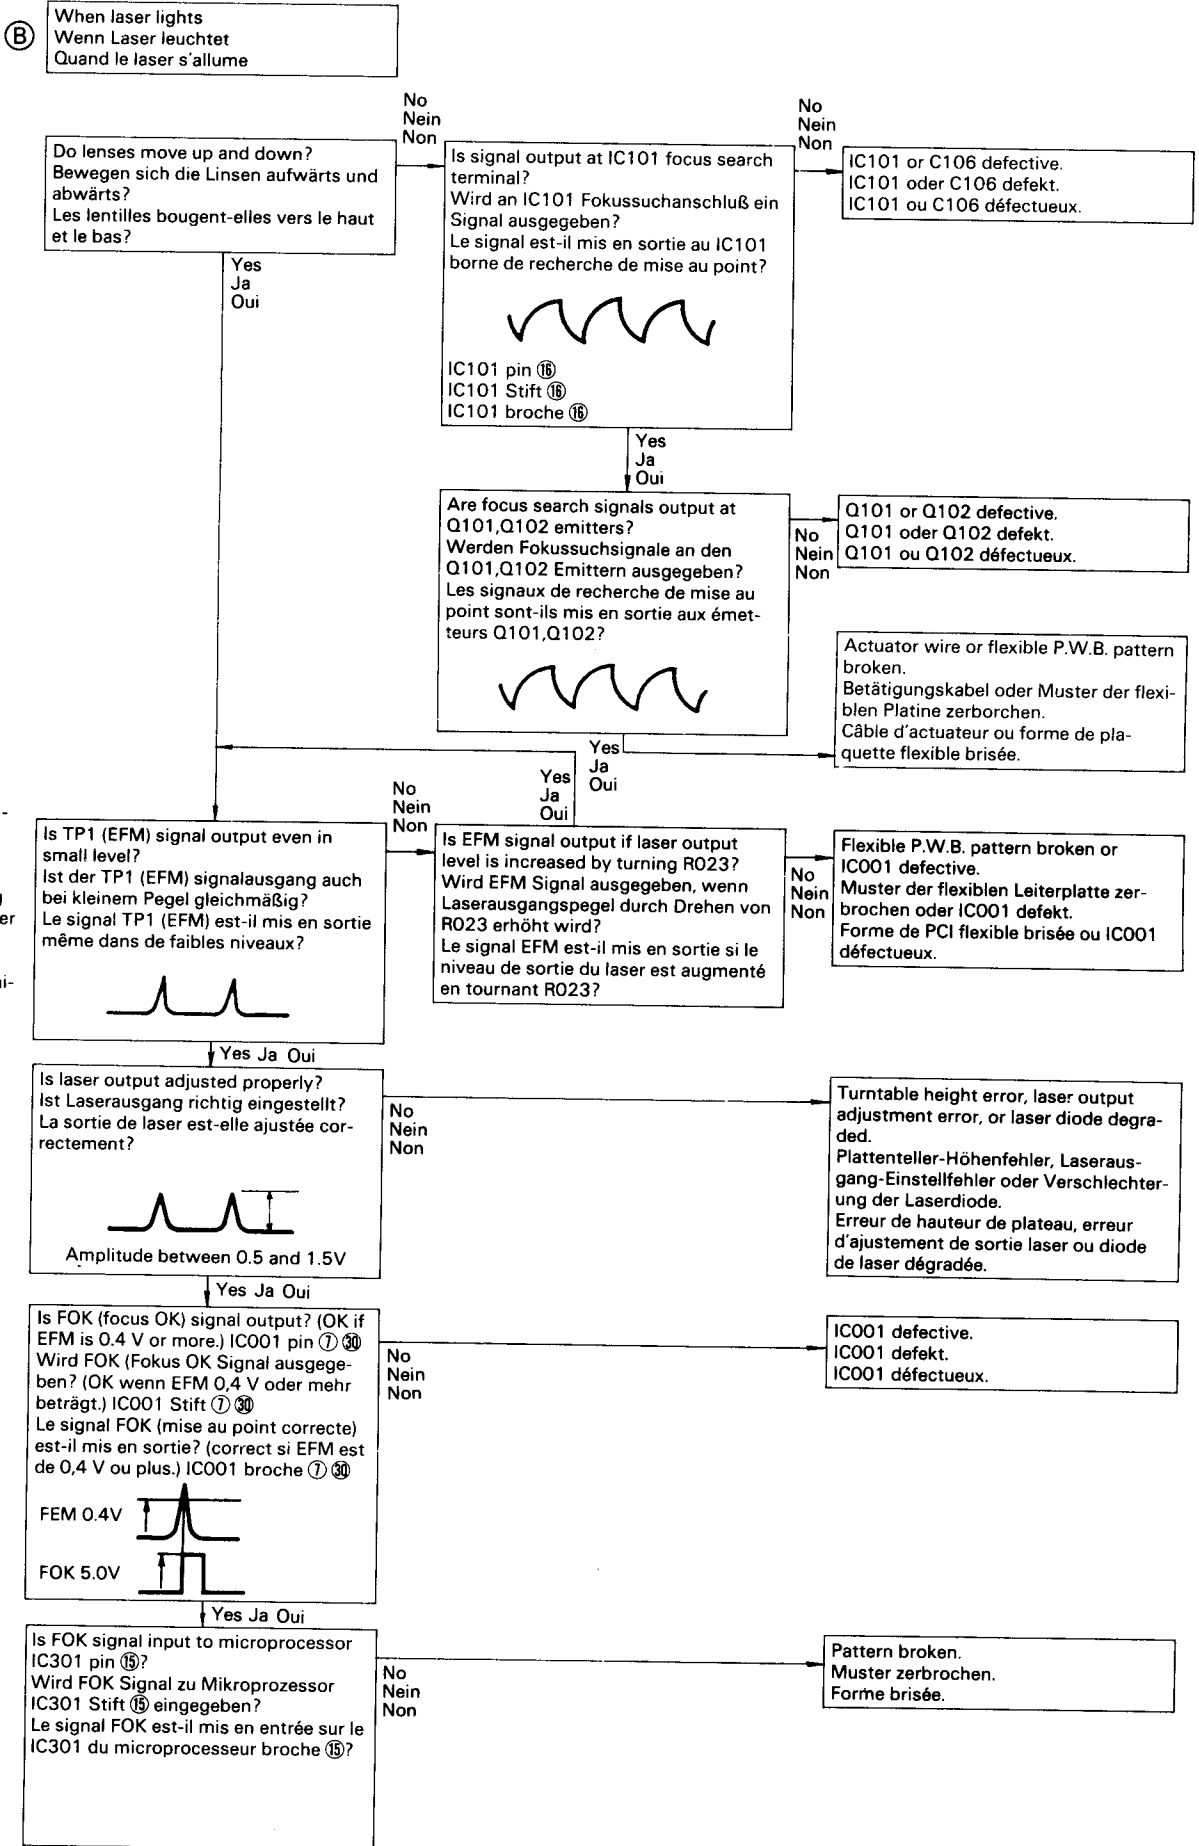 Ⓑ
When laser lights
Wenn Laser leuchtet
Quand le laser s'allume
Do lenses move up and down?
Bewegen sich die Linsen aufwärts und
abwärts?
Les lentilles bougent-elles vers le haut
et le bas?
No
Nein
Non
Is signal output at IC101 focus search
terminal?
Wird an IC101 Fokussuchanschluß ein
Signal ausgegeben?
Le signal est-il mis en sortie au IC101
borne de recherche de mise au point?
IC101 pin ⑯
IC101 Stift ⑯
IC101 broche ⑯
No
Nein
Non
IC101 or C106 defective.
IC101 oder C106 defekt.
IC101 ou C106 défectueux.
Yes
Ja
Oui
Yes
Ja
Oui
Are focus search signals output at
Q101,Q102 emitters?
Werden Fokussuchsignale an den
Q101,Q102 Emittern ausgegeben?
Les signaux de recherche de mise au
point sont-ils mis en sortie aux émet-
teurs Q101,Q102?
No
Nein
Non
Q101 or Q102 defective.
Q101 oder Q102 defekt.
Q101 ou Q102 défectueux.
Yes
Ja
Oui
Actuator wire or flexible P.W.B. pattern
broken.
Betätigungskabel oder Muster der flexi-
blen Platine zerborchen.
Câble d'actuateur ou forme de pla-
quette flexible brisée.
Is TP1 (EFM) signal output even in
small level?
Ist der TP1 (EFM) signalausgang auch
bei kleinem Pegel gleichmäßig?
Le signal TP1 (EFM) est-il mis en sortie
même dans de faibles niveaux?
No
Nein
Non
Yes
Ja
Oui
Is EFM signal output if laser output
level is increased by turning R023?
Wird EFM Signal ausgegeben, wenn
Laserausgangspegel durch Drehen von
R023 erhöht wird?
Le signal EFM est-il mis en sortie si le
niveau de sortie du laser est augmenté
en tournant R023?
No
Nein
Non
Flexible P.W.B. pattern broken or
IC001 defective.
Muster der flexiblen Leiterplatte zer-
brochen oder IC001 defekt.
Forme de PCI flexible brisée ou IC001
défectueux.
Yes Ja Oui
Is laser output adjusted properly?
Ist Laserausgang richtig eingestellt?
La sortie de laser est-elle ajustée cor-
rectement?
Amplitude between 0.5 and 1.5V
No
Nein
Non
Turntable height error, laser output
adjustment error, or laser diode degra-
ded.
Plattenteller-Höhenfehler, Laseraus-
gang-Einstellfehler oder Verschlechter-
ung der Laserdiode.
Erreur de hauteur de plateau, erreur
d'ajustement de sortie laser ou diode
de laser dégradée.
Yes Ja Oui
Is FOK (focus OK) signal output? (OK if
EFM is 0.4 V or more.) IC001 pin ⑦ ㉚
Wird FOK (Fokus OK Signal ausgege-
ben? (OK wenn EFM 0,4 V oder mehr
beträgt.) IC001 Stift ⑦ ㉚
Le signal FOK (mise au point correcte)
est-il mis en sortie? (correct si EFM est
de 0,4 V ou plus.) IC001 broche ⑦ ㉚
FEM 0.4V
FOK 5.0V
No
Nein
Non
IC001 defective.
IC001 defekt.
IC001 défectueux.
Yes Ja Oui
Is FOK signal input to microprocessor
IC301 pin ⑮?
Wird FOK Signal zu Mikroprozessor
IC301 Stift ⑮ eingegeben?
Le signal FOK est-il mis en entrée sur le
IC301 du microprocesseur broche ⑮?
No
Nein
Non
Pattern broken.
Muster zerbrochen.
Forme brisée.